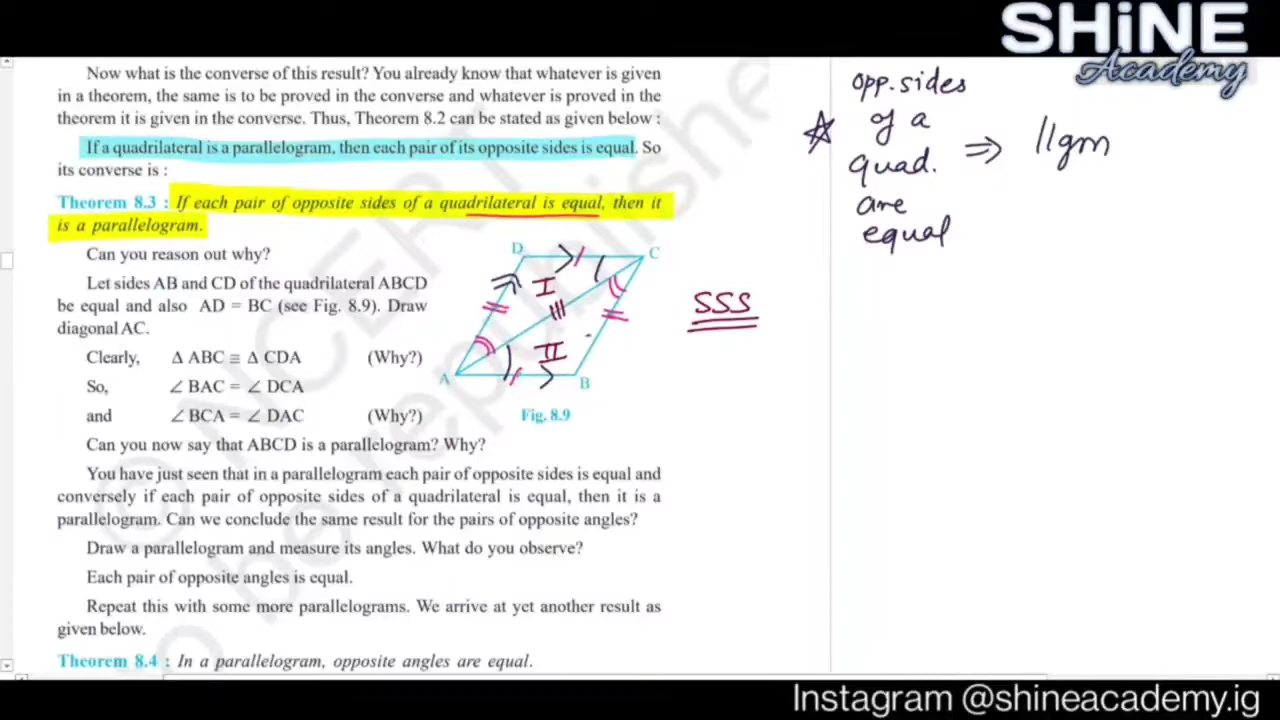 SHiNE
Academy
Now what is the converse of this result? You already know that whatever is given
in a theorem, the same is to be proved in the converse and whatever is proved in the
theorem it is given in the converse. Thus, Theorem 8.2 can be stated as given below :
If a quadrilateral is a parallelogram, then each pair of its opposite sides is equal. So
its converse is :
Theorem 8.3 : If each pair of opposite sides of a quadrilateral is equal, then it
is a parallelogram.
Can you reason out why?
Let sides AB and CD of the quadrilateral ABCD
be equal and also AD = BC (see Fig. 8.9). Draw
diagonal AC.
Clearly, Δ ABC ≅ Δ CDA (Why?)
So, ∠ BAC = ∠ DCA
and ∠ BCA = ∠ DAC (Why?)
D
C
I
II
A
B
Fig. 8.9
SSS
Can you now say that ABCD is a parallelogram? Why?
You have just seen that in a parallelogram each pair of opposite sides is equal and
conversely if each pair of opposite sides of a quadrilateral is equal, then it is a
parallelogram. Can we conclude the same result for the pairs of opposite angles?
Draw a parallelogram and measure its angles. What do you observe?
Each pair of opposite angles is equal.
Repeat this with some more parallelograms. We arrive at yet another result as
given below.
Theorem 8.4 : In a parallelogram, opposite angles are equal.
opp. sides
of a
quad. ⇒ ||gm
are
equal
© NCERT
Instagram @shineacademy.ig